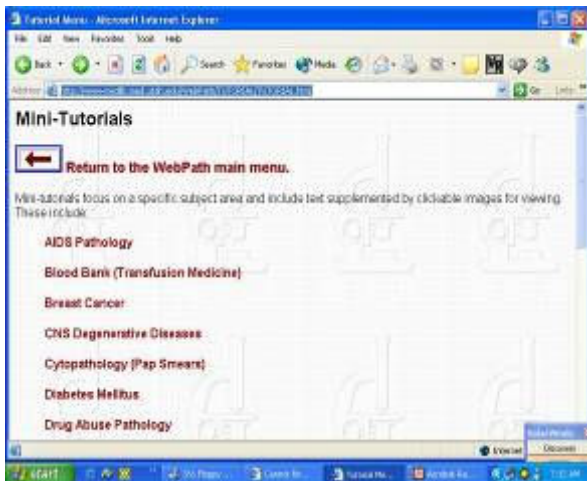 Tutorial Menu - Microsoft Internet Explorer
File Edit View Favorites Tools Help
Back Search Favorites Media
Address Go Links
Mini-Tutorials
Return to the WebPath main menu.
Mini-tutorials focus on a specific subject area and include text supplemented by clickable images for viewing.
These include:
AIDS Pathology
Blood Bank (Transfusion Medicine)
Breast Cancer
CNS Degenerative Diseases
Cytopathology (Pap Smears)
Diabetes Mellitus
Drug Abuse Pathology
Internet
start